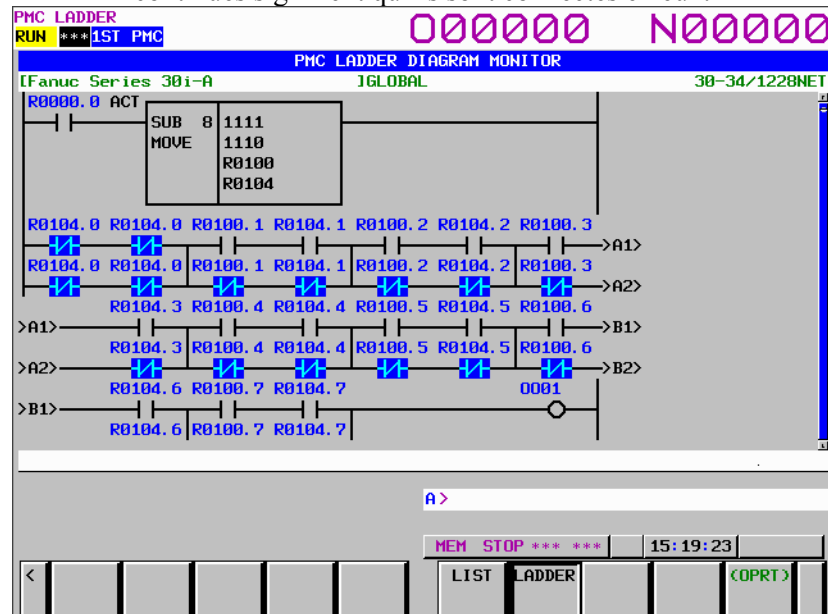 PMC LADDER
RUN ***1ST PMC
O00000 N00000
PMC LADDER DIAGRAM MONITOR
[Fanuc Series 30i-A ]GLOBAL 30-34/1228NET
R0000.0 ACT
SUB 8 1111
MOVE 1110
R0100
R0104
R0104.0 R0104.0 R0100.1 R0104.1 R0100.2 R0104.2 R0100.3
>A1>
R0104.0 R0104.0 R0100.1 R0104.1 R0100.2 R0104.2 R0100.3
>A2>
R0104.3 R0100.4 R0104.4 R0100.5 R0104.5 R0100.6
>A1> >B1>
R0104.3 R0100.4 R0104.4 R0100.5 R0104.5 R0100.6
>A2> >B2>
R0104.6 R0100.7 R0104.7 O001
>B1>
R0104.6 R0100.7 R0104.7
A>
MEM STOP *** *** 15:19:23
< LIST LADDER (OPRT)